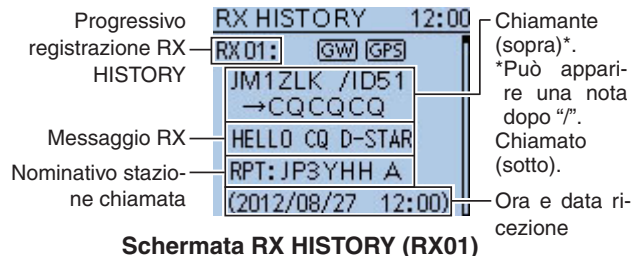 Progressivo
registrazione RX
HISTORY
Messaggio RX
Nominativo stazio-
ne chiamata
RX HISTORY 12:00
RX01: GW GPS
JM1ZLK /ID51
→CQCQCQ
HELLO CQ D-STAR
RPT:JP3YHH A
(2012/08/27 12:00)
Chiamante
(sopra)*.
*Può appari-
re una nota
dopo “/”.
Chiamato
(sotto).
Ora e data ri-
cezione
Schermata RX HISTORY (RX01)